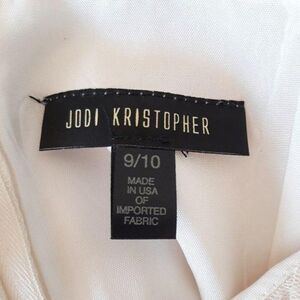 JODI KRISTOPHER
9/10
MADE
IN USA
OF
IMPORTED
FABRIC